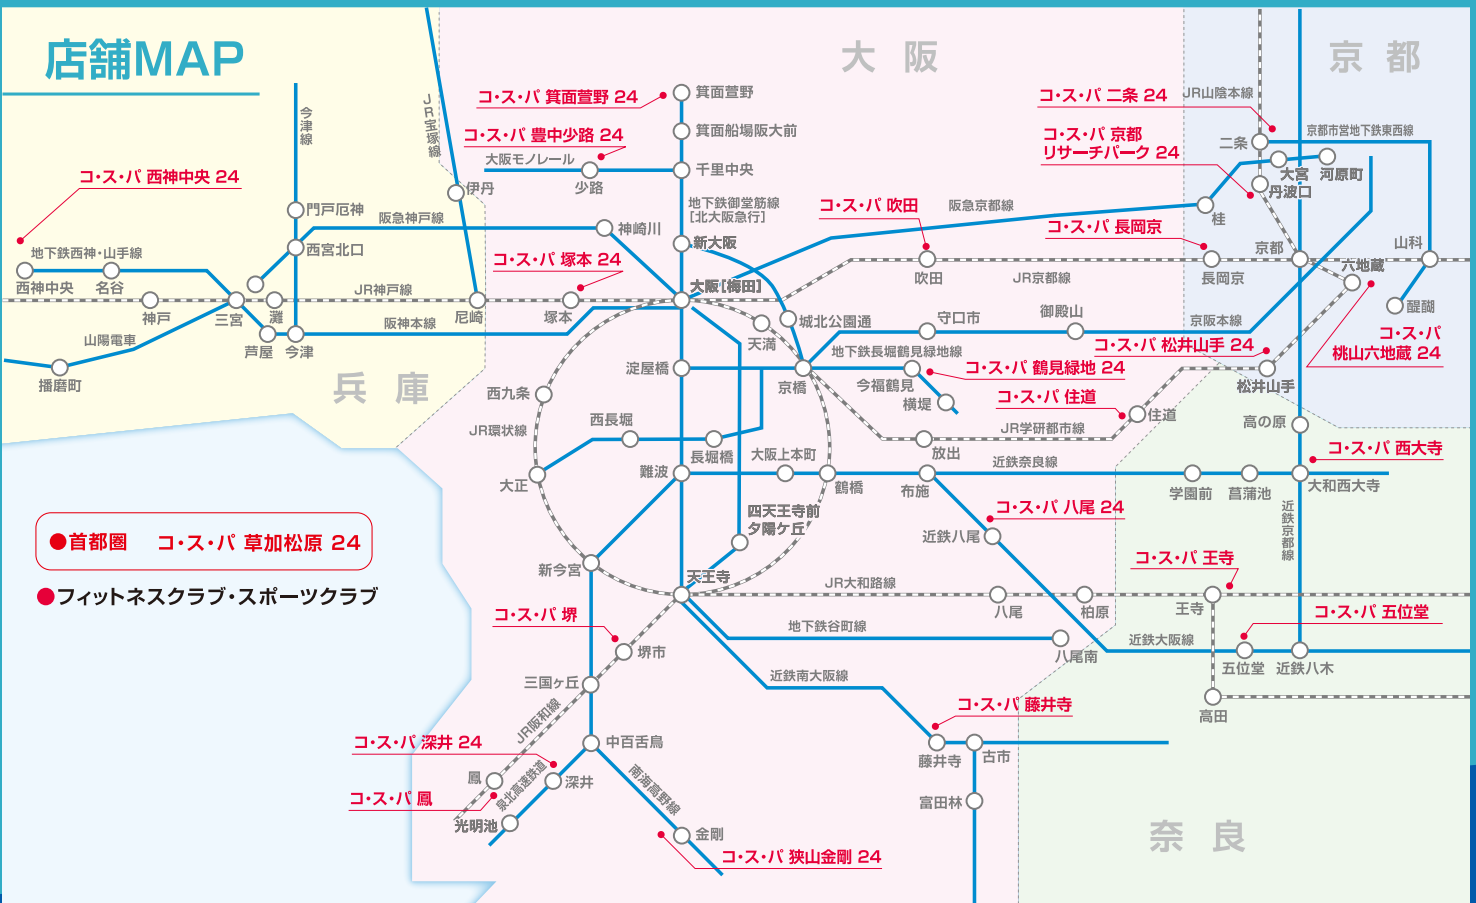 店舗MAP
大阪
京都
兵庫
奈良
コ・ス・パ 西神中央 24
地下鉄西神・山手線
西神中央
名谷
神戸
三宮
灘
芦屋
今津
山陽電車
播磨町
今津線
門戸厄神
西宮北口
阪急神戸線
JR神戸線
阪神本線
JR宝塚線
伊丹
尼崎
塚本
コ・ス・パ 箕面萱野 24
箕面萱野
箕面船場阪大前
コ・ス・パ 豊中少路 24
大阪モノレール
少路
千里中央
地下鉄御堂筋線
[北大阪急行]
神崎川
新大阪
コ・ス・パ 塚本 24
大阪[梅田]
コ・ス・パ 吹田
吹田
阪急京都線
JR京都線
コ・ス・パ 二条 24
JR山陰本線
コ・ス・パ 京都
リサーチパーク 24
二条
京都市営地下鉄東西線
大宮
河原町
丹波口
桂
コ・ス・パ 長岡京
長岡京
京都
山科
六地蔵
醍醐
コ・ス・パ
桃山六地蔵 24
天満
城北公園通
守口市
御殿山
京阪本線
コ・ス・パ 松井山手 24
松井山手
淀屋橋
京橋
地下鉄長堀鶴見緑地線
今福鶴見
横堤
コ・ス・パ 鶴見緑地 24
コ・ス・パ 住道
住道
JR学研都市線
放出
西九条
JR環状線
西長堀
長堀橋
大阪上本町
大正
難波
鶴橋
布施
近鉄奈良線
学園前
菖蒲池
大和西大寺
高の原
コ・ス・パ 西大寺
近鉄京都線
四天王寺前
夕陽ケ丘
コ・ス・パ 八尾 24
近鉄八尾
新今宮
天王寺
JR大和路線
八尾
柏原
コ・ス・パ 王寺
王寺
コ・ス・パ 五位堂
五位堂
近鉄八木
近鉄大阪線
高田
地下鉄谷町線
八尾南
近鉄南大阪線
コ・ス・パ 藤井寺
藤井寺
古市
富田林
●首都圏 コ・ス・パ 草加松原 24
●フィットネスクラブ・スポーツクラブ
コ・ス・パ 堺
堺市
三国ヶ丘
JR阪和線
中百舌鳥
コ・ス・パ 深井 24
深井
泉北高速鉄道
鳳
コ・ス・パ 鳳
光明池
南海高野線
金剛
コ・ス・パ 狭山金剛 24